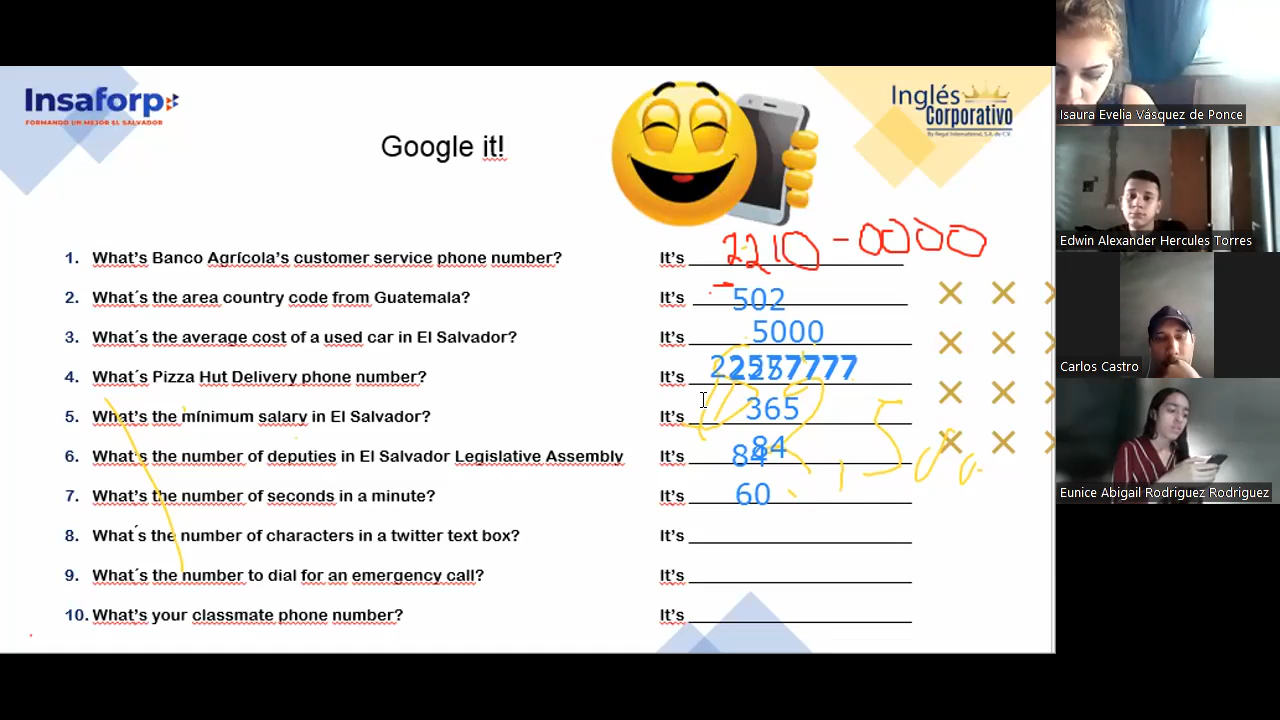 Insaforp
FORMANDO UN MEJOR EL SALVADOR
Inglés
Corporativo
By Regal International, S.A. de C.V.
Google it!
1. What's Banco Agrícola's customer service phone number? It's 2210-0000
2. What´s the area country code from Guatemala? It's 502
3. What´s the average cost of a used car in El Salvador? It's 5000
4. What´s Pizza Hut Delivery phone number? It's 22577777
5. What's the mínimum salary in El Salvador? It's 365
6. What's the number of deputies in El Salvador Legislative Assembly It's 84 84
7. What's the number of seconds in a minute? It's 60
8. What´s the number of characters in a twitter text box? It's
9. What´s the number to dial for an emergency call? It's
10. What's your classmate phone number? It's
Isaura Evelia Vásquez de Ponce
Edwin Alexander Hercules Torres
Carlos Castro
Eunice Abigail Rodriguez Rodriguez